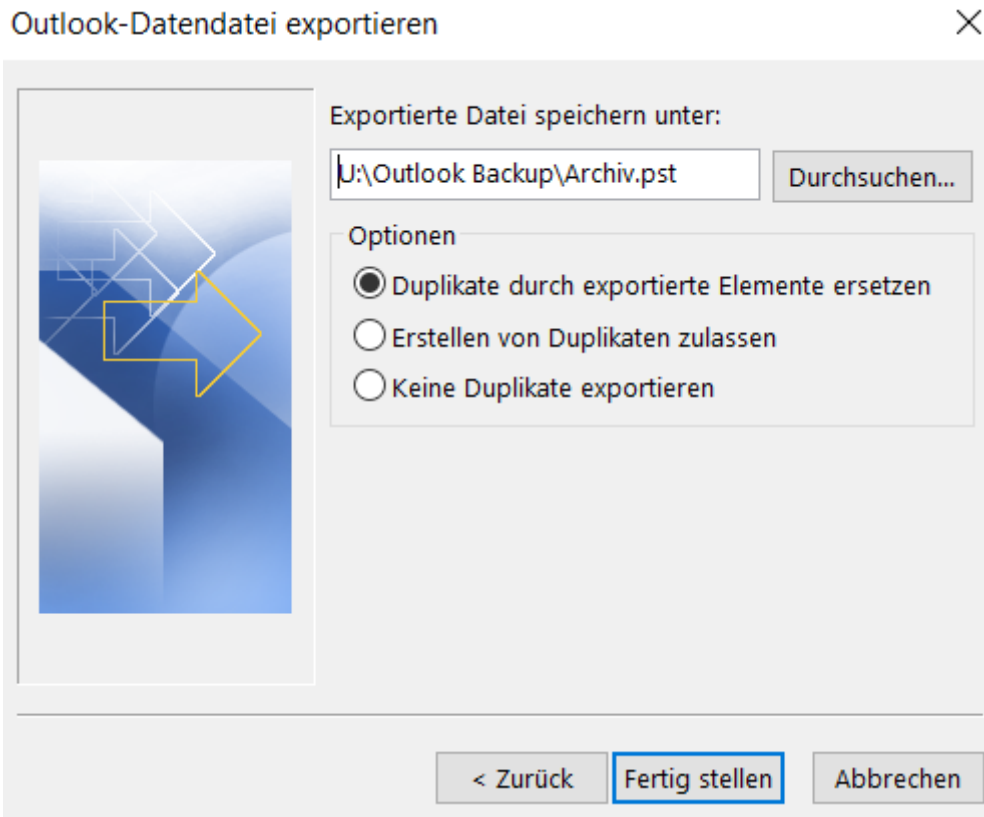 Outlook-Datendatei exportieren
Exportierte Datei speichern unter:
U:\Outlook Backup\Archiv.pst
Durchsuchen...
Optionen
Duplikate durch exportierte Elemente ersetzen
Erstellen von Duplikaten zulassen
Keine Duplikate exportieren
< Zurück
Fertig stellen
Abbrechen